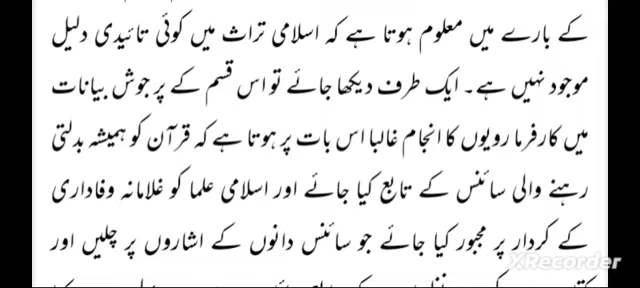 کے بارے میں معلوم ہوتا ہے کہ اسلامی تراث میں کوئی تائیدی دلیل
موجود نہیں ہے۔ ایک طرف دیکھا جائے تو اس قسم کے پر جوش بیانات
میں کارفرما رویوں کا انجام غالبا اس بات پر ہوتا ہے کہ قرآن کو ہمیشہ بدلتی
رہنے والی سائنس کے تابع کیا جائے اور اسلامی علما کو غلامانہ وفاداری
کے کردار پر مجبور کیا جائے جو سائنس دانوں کے اشاروں پر چلیں اور
XRecorder